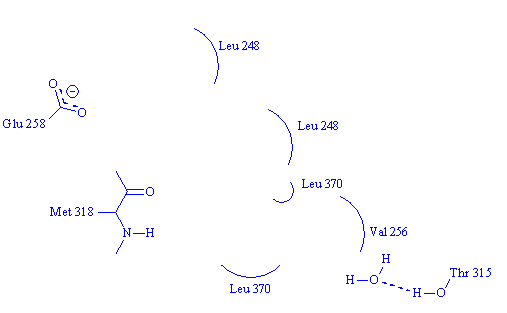 Leu 248
O
−
O
Glu 258
Leu 248
Leu 370
O
Met 318
Val 256
N H
H
Thr 315
H O
H O
Leu 370